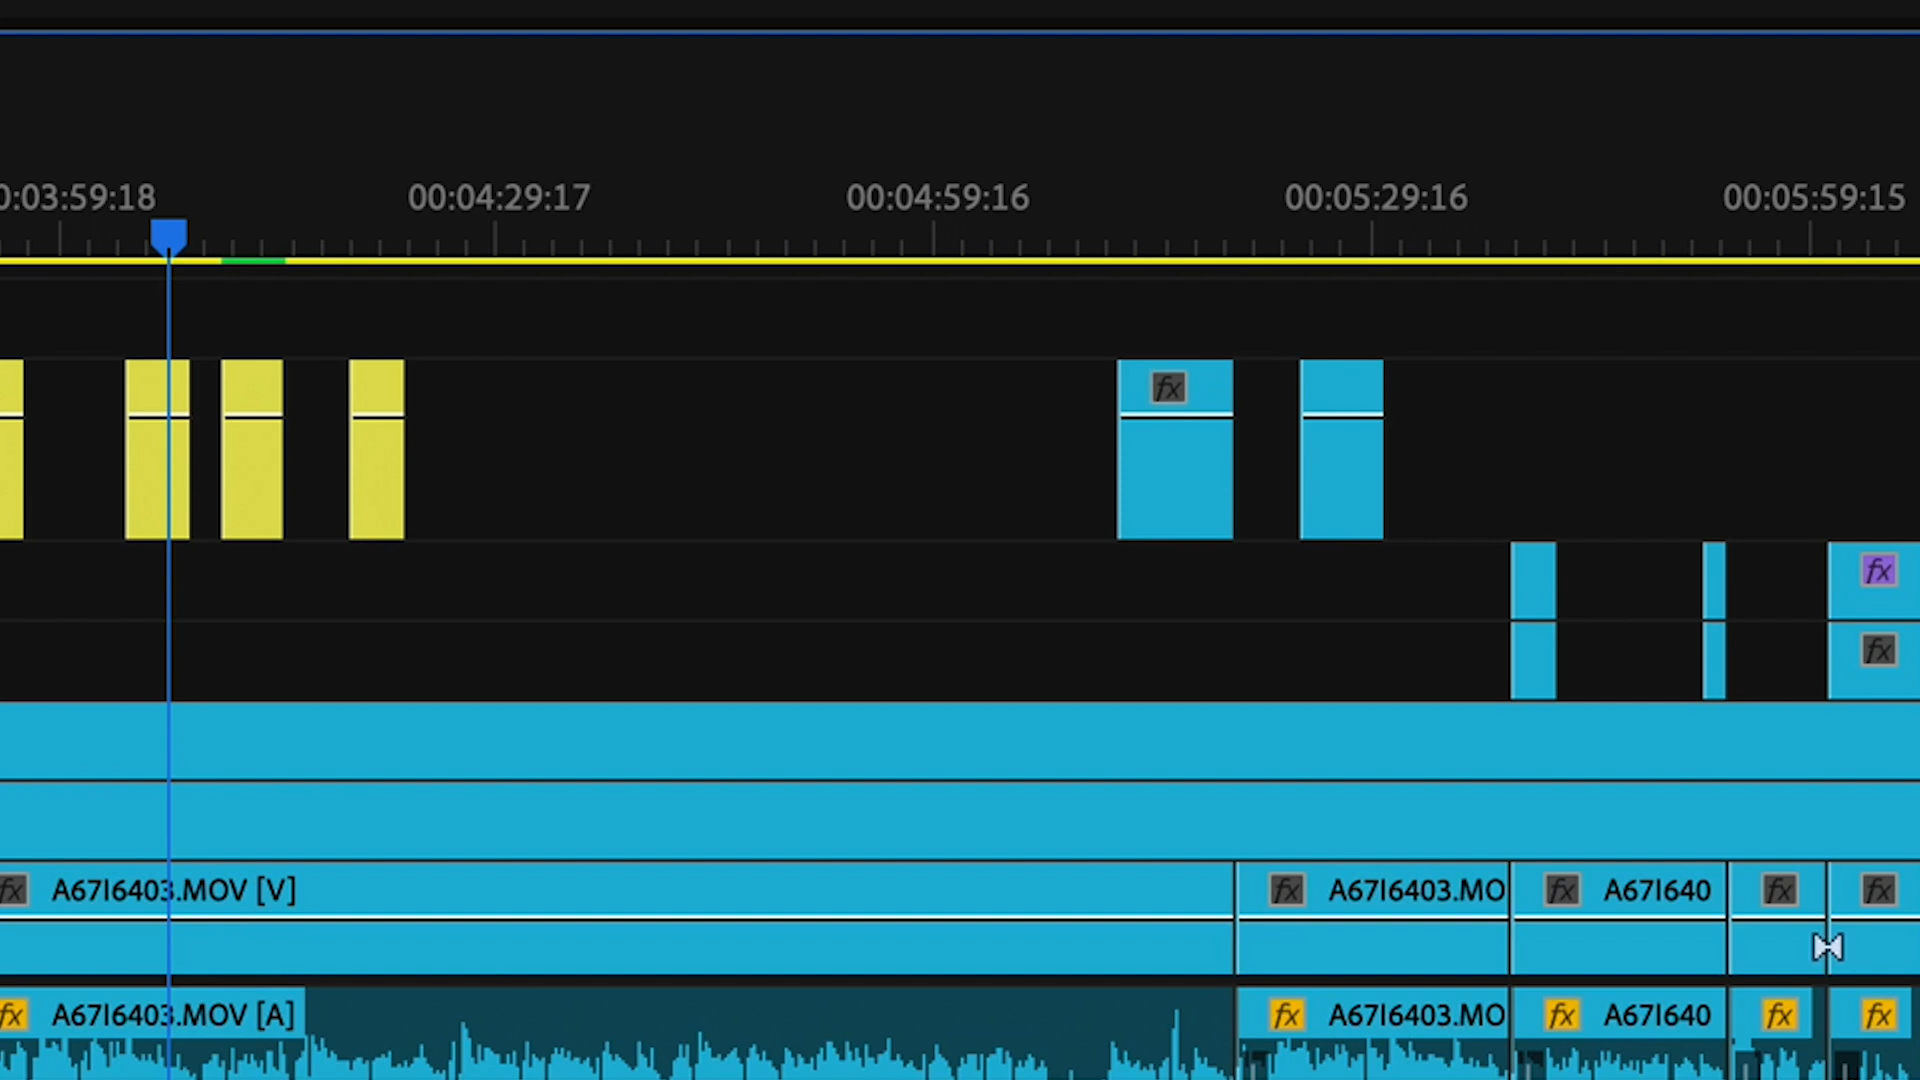 0:03:59:18 00:04:29:17 00:04:59:16 00:05:29:16 00:05:59:15
fx
fx
fx
fx A67I6403.MOV [V] fx A67I6403.MO fx A67I640 fx fx
fx A67I6403.MOV [A] fx A67I6403.MO fx A67I640 fx fx